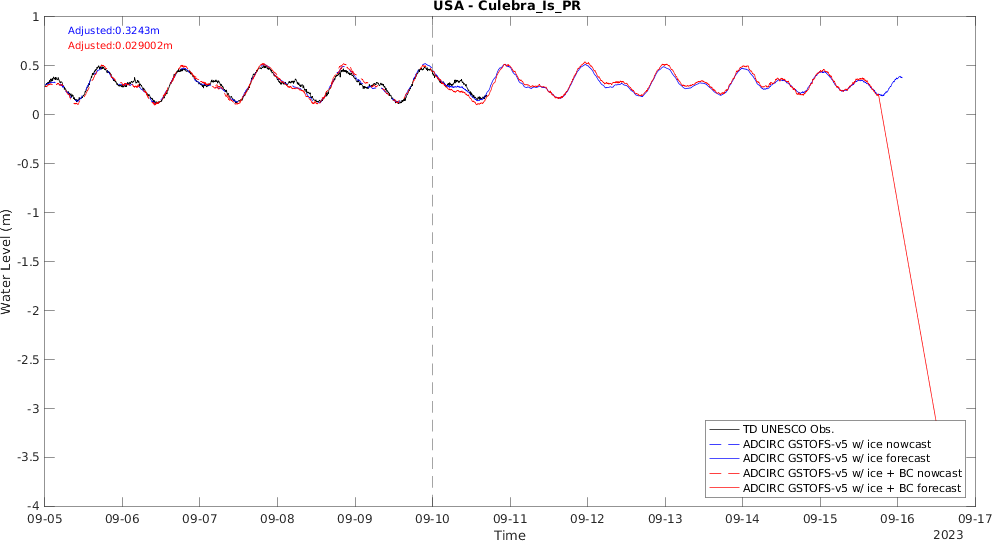 USA - Culebra_Is_PR
Adjusted:0.3243m
Adjusted:0.029002m
1
0.5
0
-0.5
-1
-1.5
-2
-2.5
-3
-3.5
-4
Water Level (m)
TD UNESCO Obs.
ADCIRC GSTOFS-v5 w/ ice nowcast
ADCIRC GSTOFS-v5 w/ ice forecast
ADCIRC GSTOFS-v5 w/ ice + BC nowcast
ADCIRC GSTOFS-v5 w/ ice + BC forecast
09-05 09-06 09-07 09-08 09-09 09-10 09-11 09-12 09-13 09-14 09-15 09-16 09-17
Time
2023